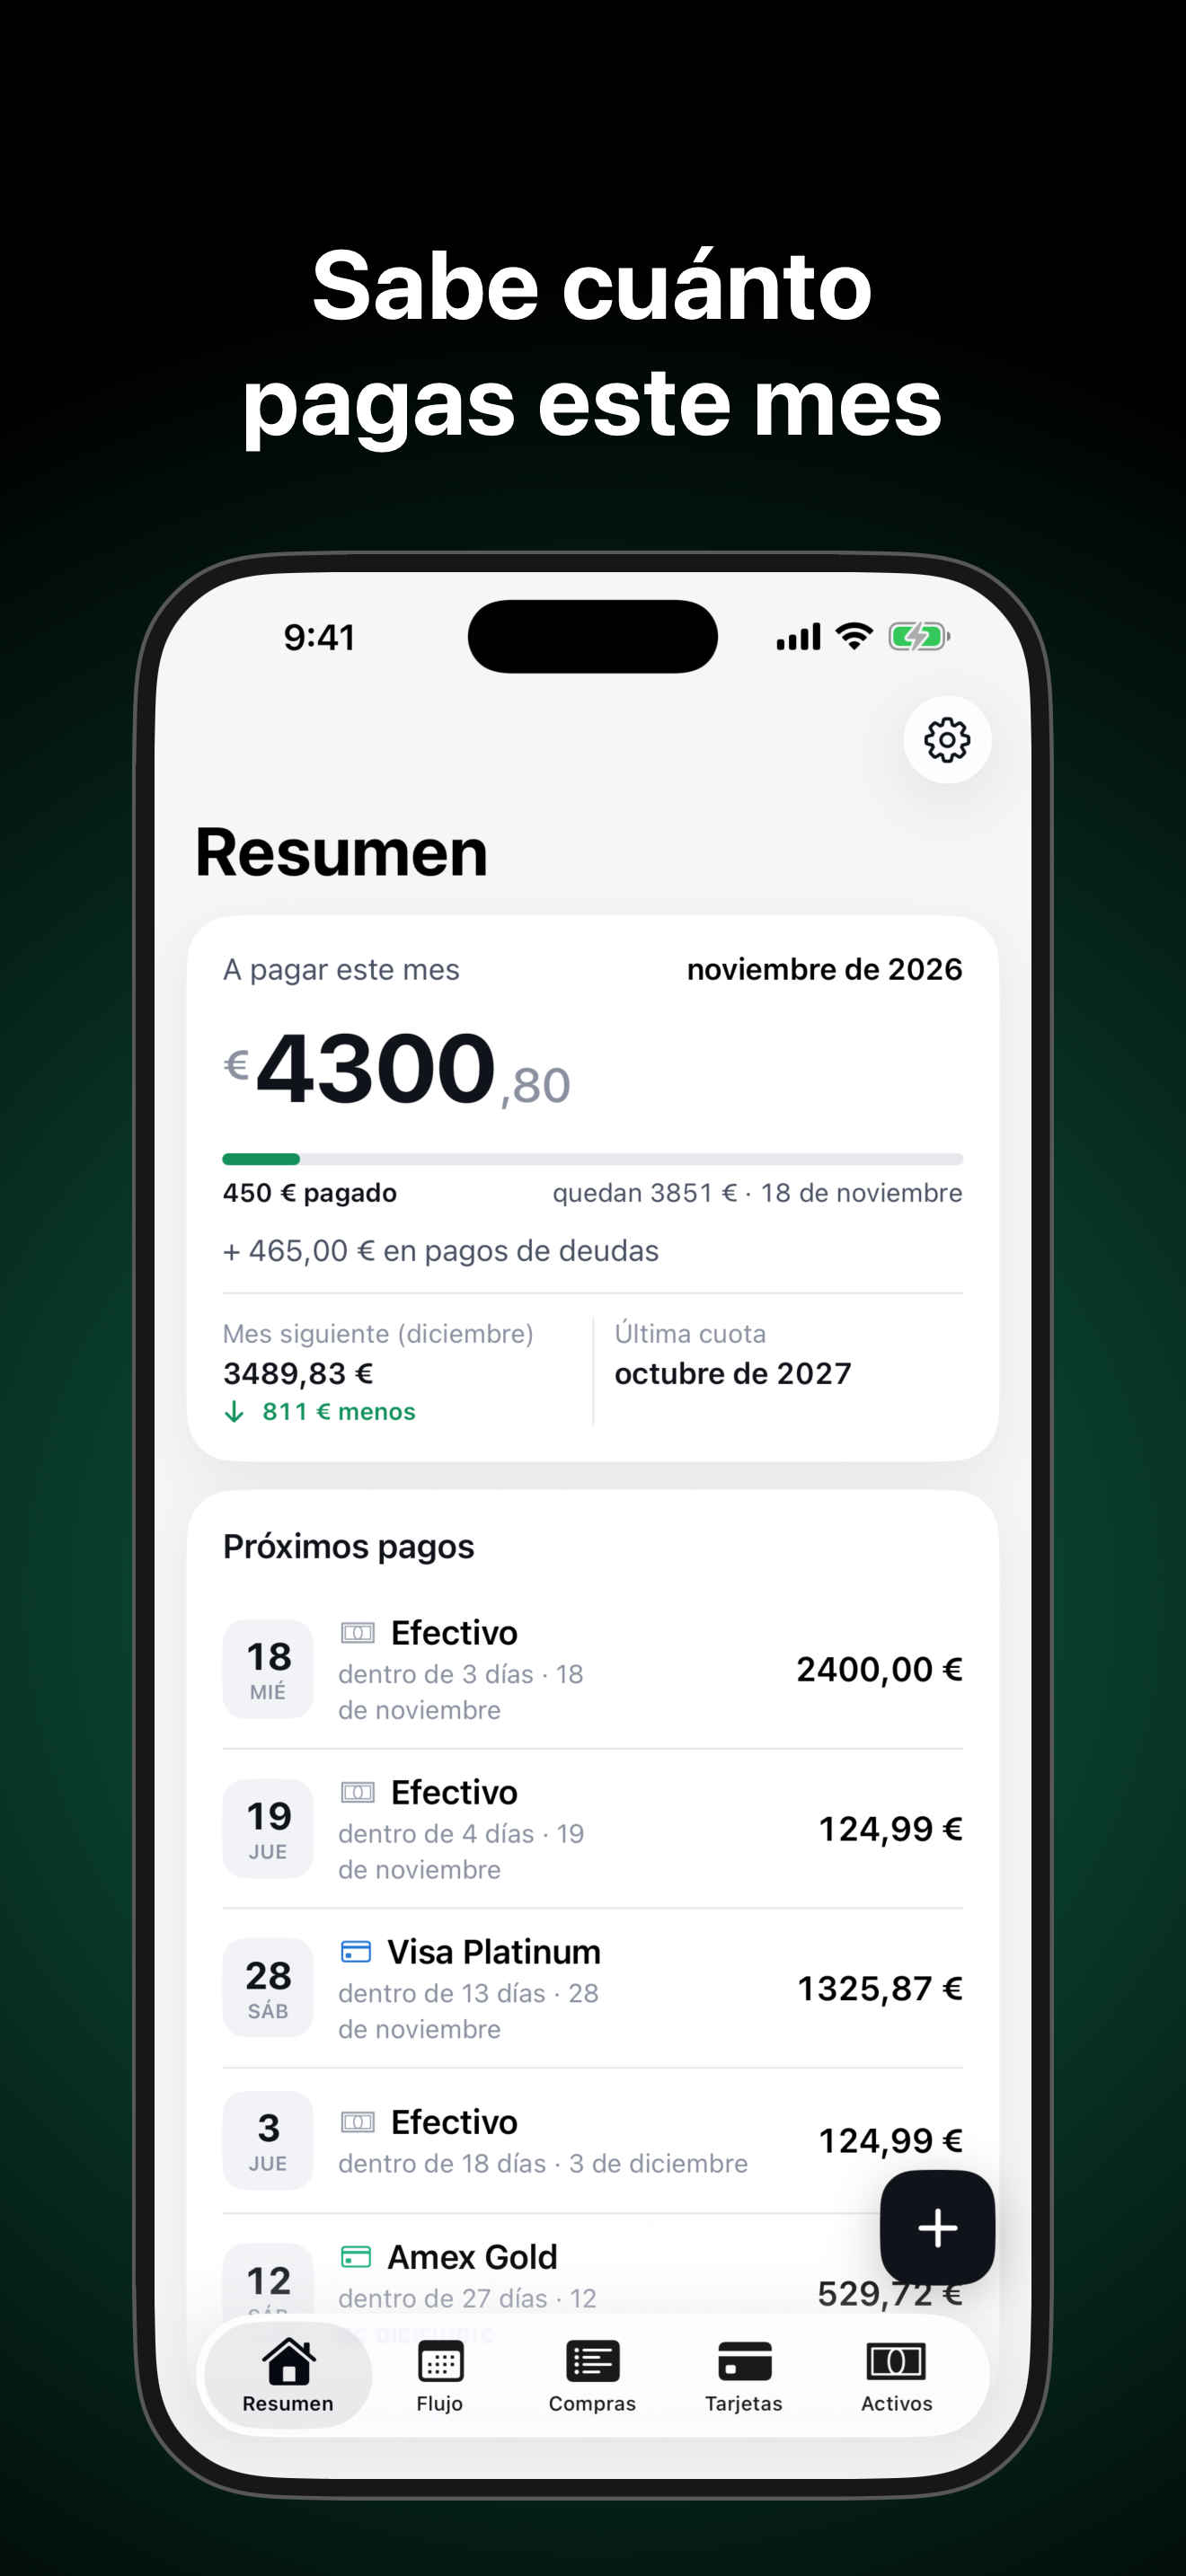 Sabe cuánto
pagas este mes
9:41
Resumen
A pagar este mes
noviembre de 2026
€4300,80
450 € pagado
quedan 3851 € · 18 de noviembre
+ 465,00 € en pagos de deudas
Mes siguiente (diciembre)
3489,83 €
↓ 811 € menos
Última cuota
octubre de 2027
Próximos pagos
18
MIÉ
Efectivo
dentro de 3 días · 18
de noviembre
2400,00 €
19
JUE
Efectivo
dentro de 4 días · 19
de noviembre
124,99 €
28
SÁB
Visa Platinum
dentro de 13 días · 28
de noviembre
1325,87 €
3
JUE
Efectivo
dentro de 18 días · 3 de diciembre
124,99 €
12
SÁB
Amex Gold
dentro de 27 días · 12
529,72 €
Resumen
Flujo
Compras
Tarjetas
Activos